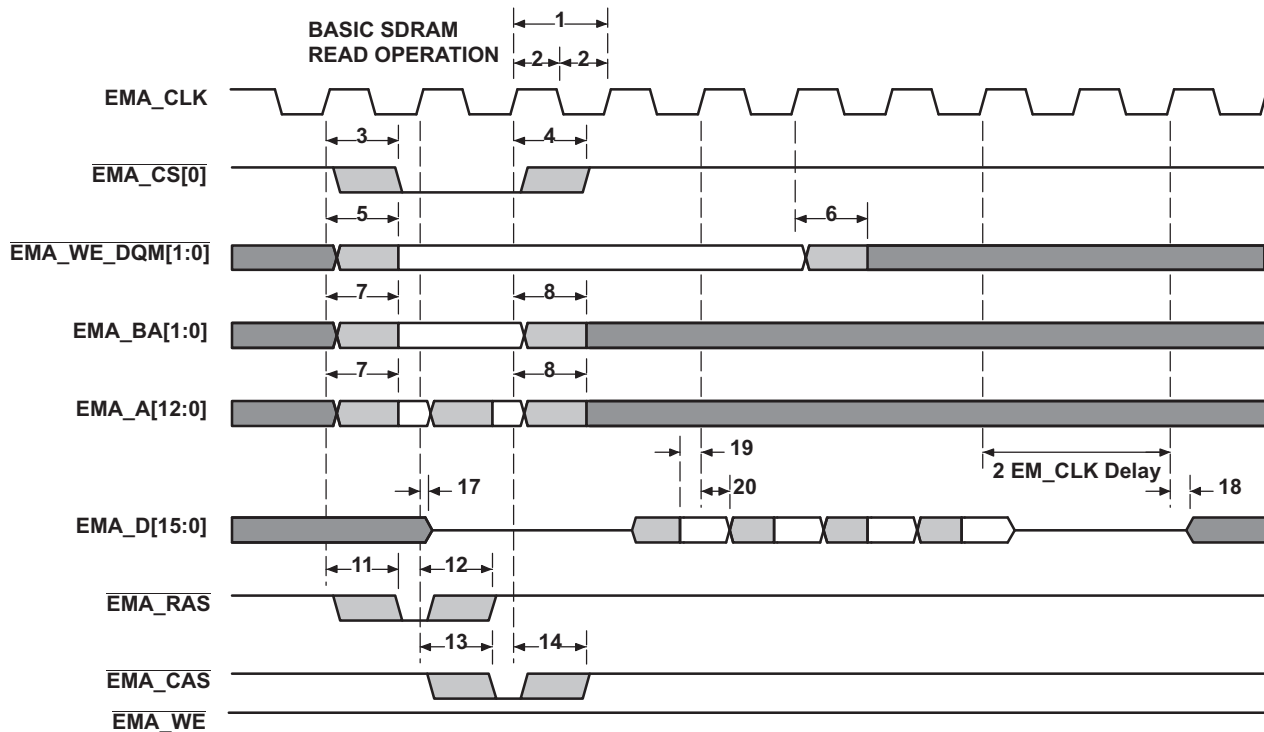 1
BASIC SDRAM
READ OPERATION
2 2
EMA_CLK
3 4
EMA_CS[0]
5 6
EMA_WE_DQM[1:0]
7 8
EMA_BA[1:0]
7 8
EMA_A[12:0]
19
2 EM_CLK Delay
17 20 18
EMA_D[15:0]
11 12
EMA_RAS
13 14
EMA_CAS
EMA_WE